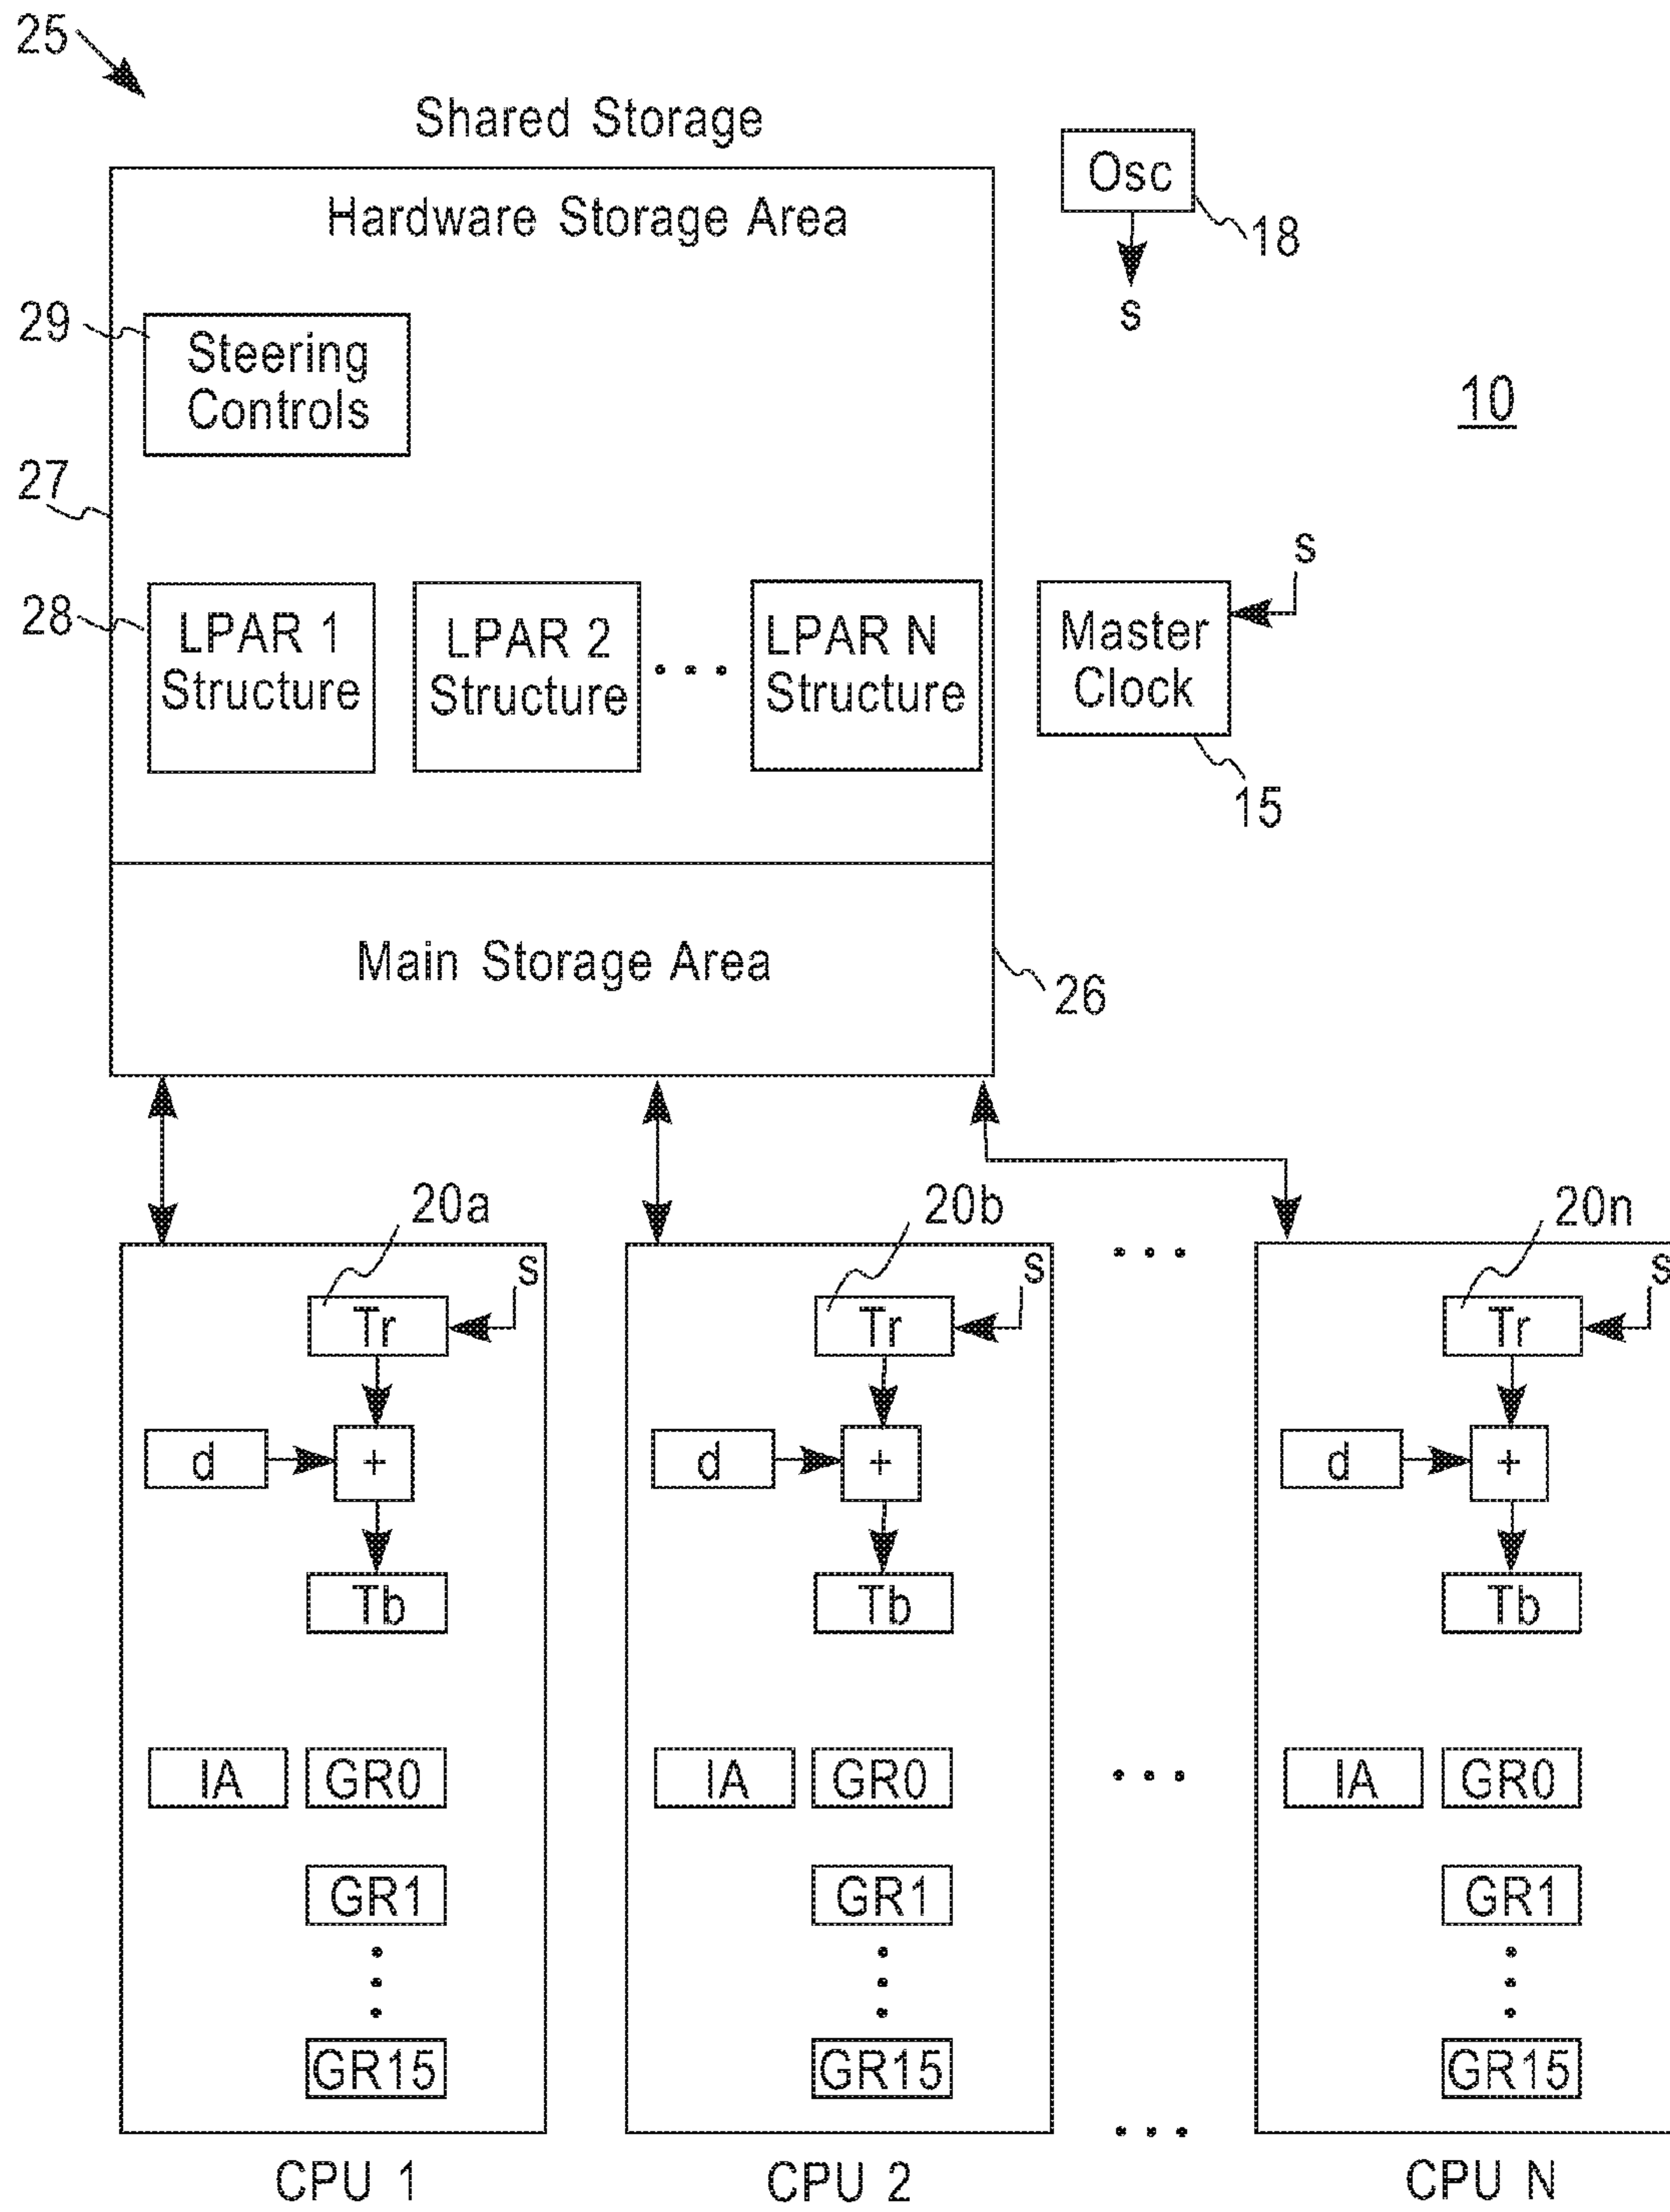 25
Shared Storage
Osc
18
s
Hardware Storage Area
29
Steering
Controls
10
27
28
LPAR 1
Structure
LPAR 2
Structure
• • •
LPAR N
Structure
s
Master
Clock
15
Main Storage Area
26
20a
s
Tr
d
+
Tb
IA
GR0
GR1
GR15
CPU 1
20b
s
Tr
d
+
Tb
IA
GR0
GR1
GR15
CPU 2
20n
s
Tr
d
+
Tb
IA
GR0
GR1
GR15
CPU N